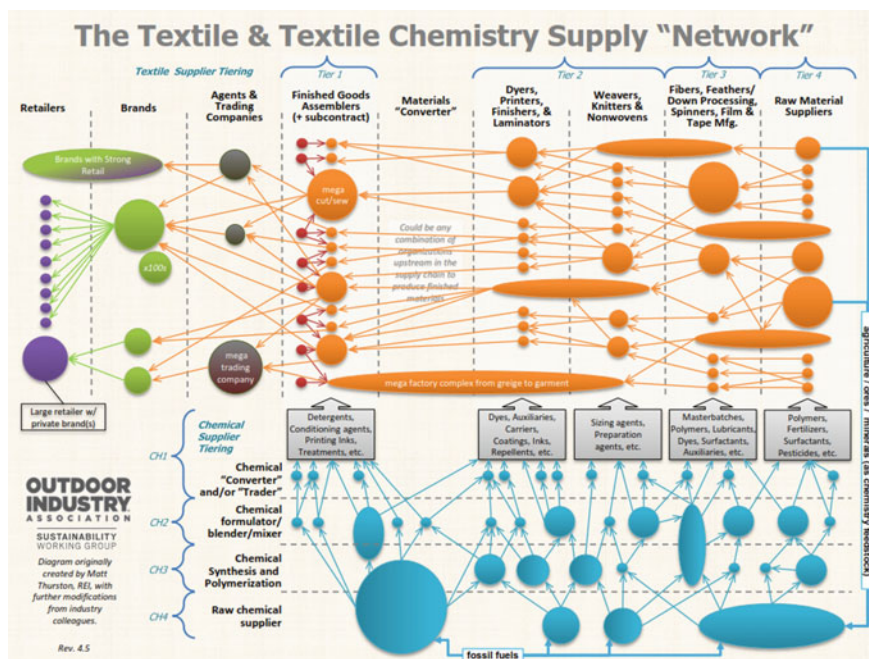 The Textile & Textile Chemistry Supply "Network"
Textile Supplier Tiering
Tier 1
Tier 2
Tier 3
Tier 4
Retailers
Brands
Agents &
Trading
Companies
Finished Goods
Assemblers
(+ subcontract)
Materials
"Converter"
Dyers,
Printers,
Finishers, &
Laminators
Weavers,
Knitters &
Nonwovens
Fibers, Feathers/
Down Processing,
Spinners, Film &
Tape Mfg.
Raw Material
Suppliers
Brands with Strong
Retail
mega
cut/sew
Could be any
combination of
organizations
upstream in the
supply chain to
produce finished
materials.
x100s
mega
trading
company
mega factory complex from greige to garment
Large retailer w/
private brand(s)
agriculture / ores / minerals (as chemistry feedstock)
Chemical
Supplier
Tiering
Detergents,
Conditioning agents,
Printing Inks,
Treatments, etc.
Dyes, Auxiliaries,
Carriers,
Coatings, Inks,
Repellents, etc.
Sizing agents,
Preparation
agents, etc.
Masterbatches,
Polymers, Lubricants,
Dyes, Surfactants,
Auxiliaries, etc.
Polymers,
Fertilizers,
Surfactants,
Pesticides, etc.
CH1
Chemical
"Converter"
and/or "Trader"
CH2
Chemical
formulator/
blender/mixer
CH3
Chemical
Synthesis and
Polymerization
CH4
Raw chemical
supplier
fossil fuels
OUTDOOR
INDUSTRY
ASSOCIATION
SUSTAINABILITY
WORKING GROUP
Diagram originally
created by Matt
Thurston, REI, with
further modifications
from industry
colleagues.
Rev. 4.5